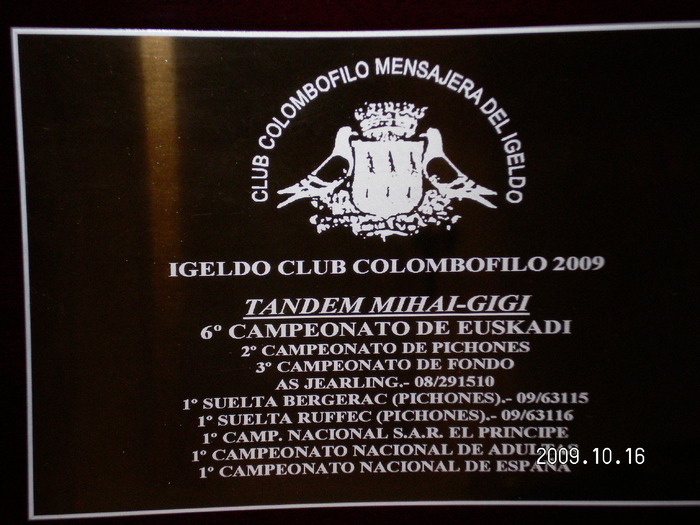 CLUB COLOMBOFILO MENSAJERA DEL IGELDO
IGELDO CLUB COLOMBOFILO 2009
TANDEM MIHAI-GIGI
6º CAMPEONATO DE EUSKADI
2º CAMPEONATO DE PICHONES
3º CAMPEONATO DE FONDO
AS JEARLING.- 08/291510
1º SUELTA BERGERAC (PICHONES).- 09/63115
1º SUELTA RUFFEC (PICHONES).- 09/63116
1º CAMP. NACIONAL S.A.R. EL PRINCIPE
1º CAMPEONATO NACIONAL DE ADULTAS
2009.10.16
1º CAMPEONATO NACIONAL DE ESPAÑA